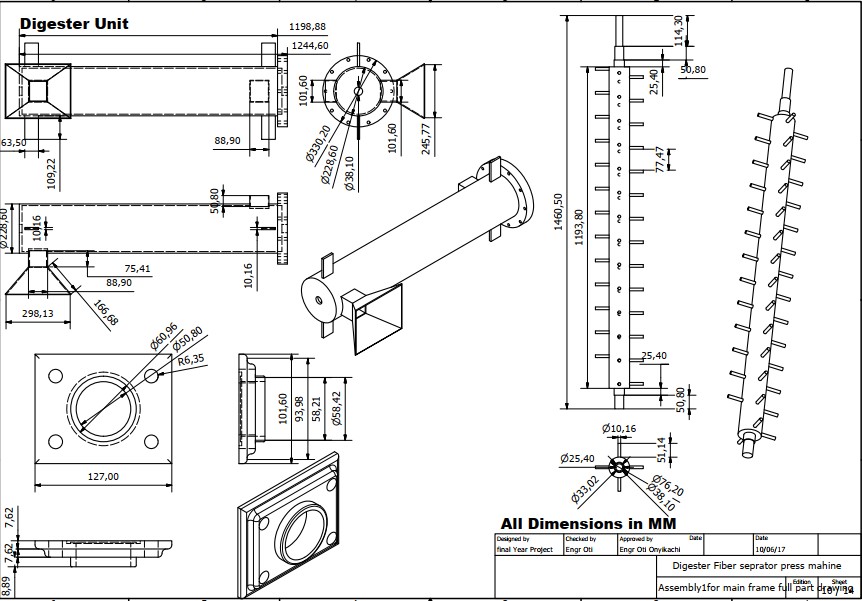 Digester Unit
1198,88
1244,60
114,30
25,40
50,80
101,60
Ø330,20
Ø228,60
Ø38,10
101,60
245,77
63,50
109,22
88,90
77,47
1460,50
1193,80
Ø228,60
10,16
50,80
10,16
75,41
88,90
166,68
298,13
Ø60,96
Ø50,80
R6,35
127,00
101,60
93,98
58,21
Ø58,42
25,40
50,80
Ø10,16
51,14
Ø25,40
Ø33,02
Ø76,20
Ø38,10
7,62
7,62
8,89
All Dimensions in MM
Designed by
final Year Project
Checked by
Engr Oti
Approved by
Engr Oti Onyikachi
Date
Date
10/06/17
Digester Fiber seprator press mahine
Assembly1for main frame full part drawing
Edition
Sheet
10 / 14